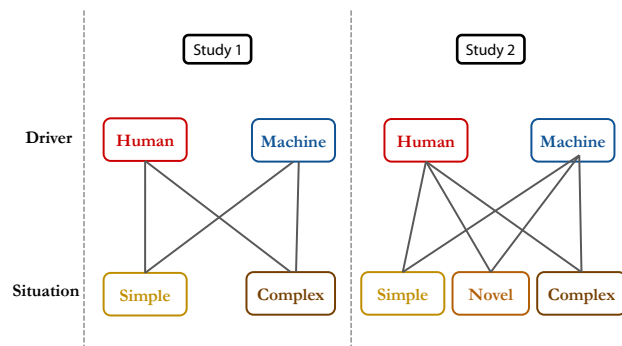 Study 1
Study 2
Driver
Human
Machine
Human
Machine
Situation
Simple
Complex
Simple
Novel
Complex